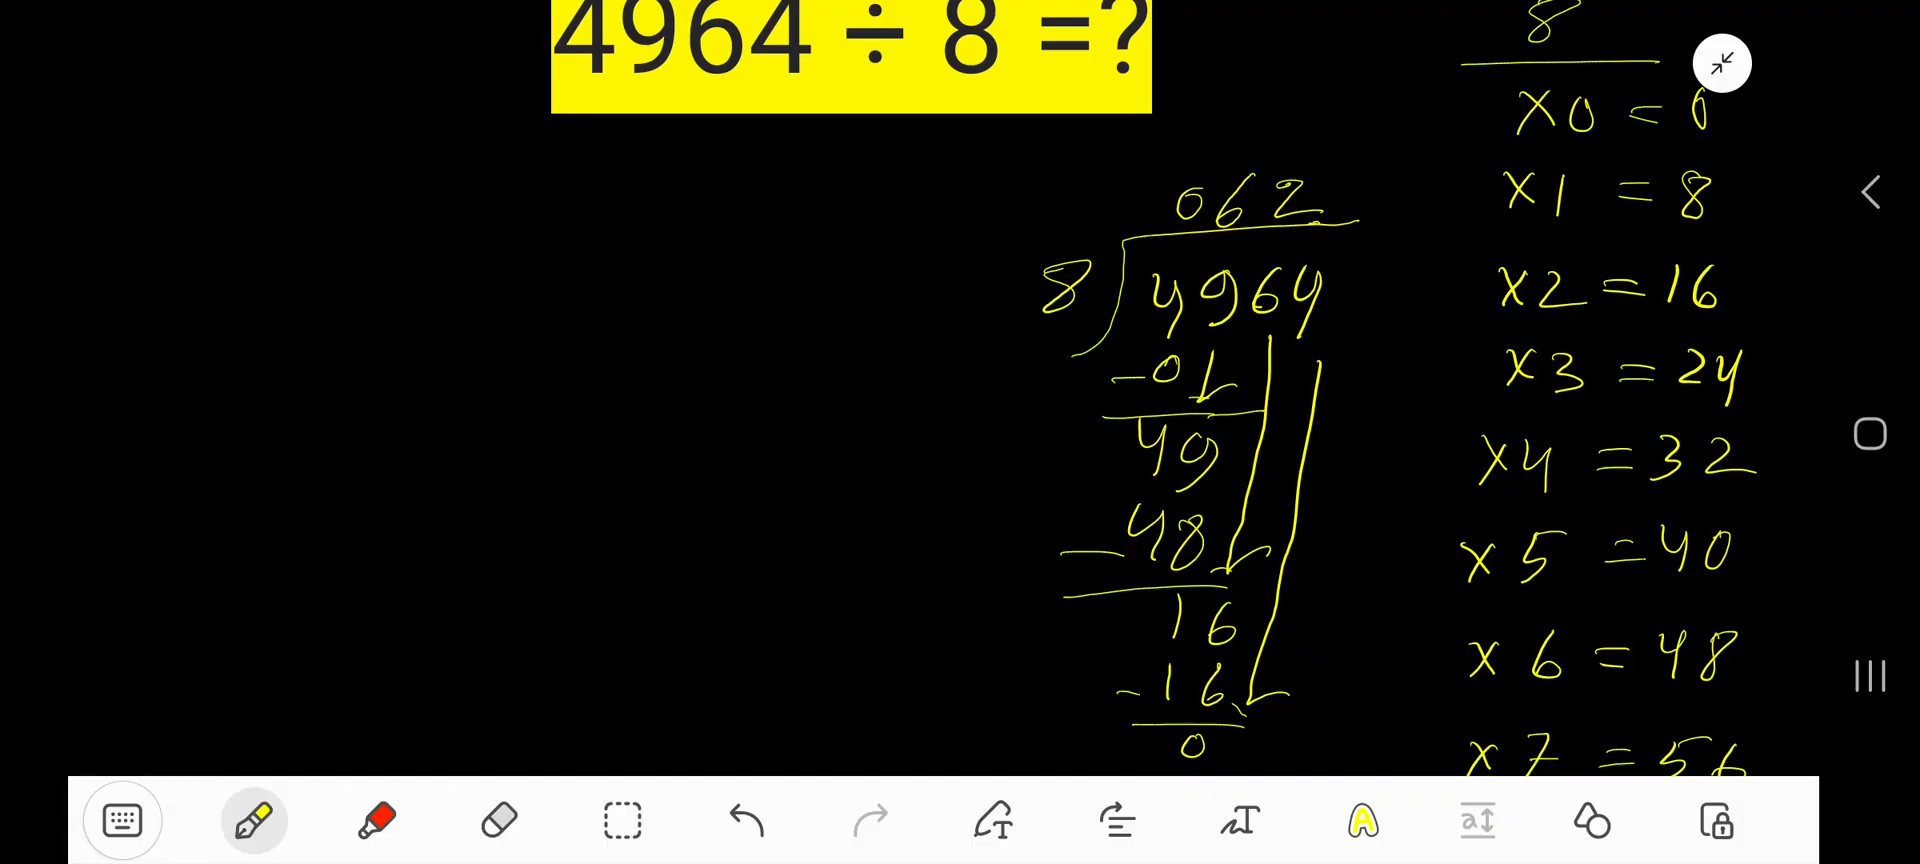 4964 ÷ 8 =?
8
x0 = 0
x1 = 8
x2 = 16
x3 = 24
x4 = 32
x5 = 40
x6 = 48
x7 = 56
062
8 4964
-0
49
-48
16
-16
0
T
T
A
a